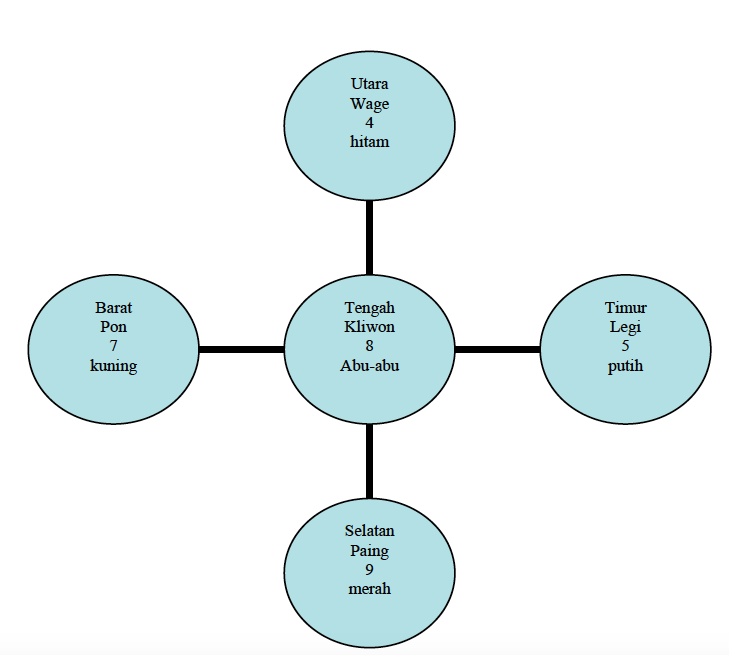 Utara
Wage
4
hitam
Barat
Pon
7
kuning
Tengah
Kliwon
8
Abu-abu
Timur
Legi
5
putih
Selatan
Paing
9
merah